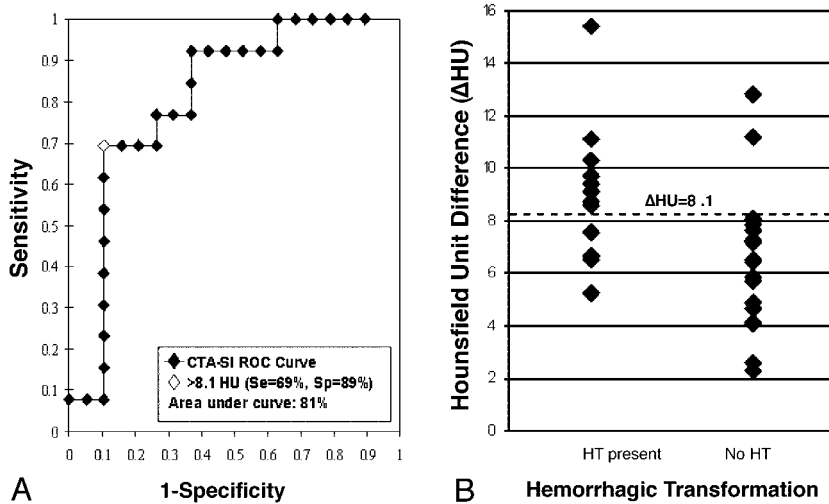 1
0.9
0.8
0.7
0.6
0.5
0.4
0.3
0.2
0.1
0
Sensitivity
CTA-SI ROC Curve
>8.1 HU (Se=69%, Sp=89%)
Area under curve: 81%
0 0.1 0.2 0.3 0.4 0.5 0.6 0.7 0.8 0.9 1
1-Specificity
A
16
14
12
10
8
6
4
2
0
Hounsfield Unit Difference (ΔHU)
ΔHU=8 .1
HT present No HT
Hemorrhagic Transformation
B